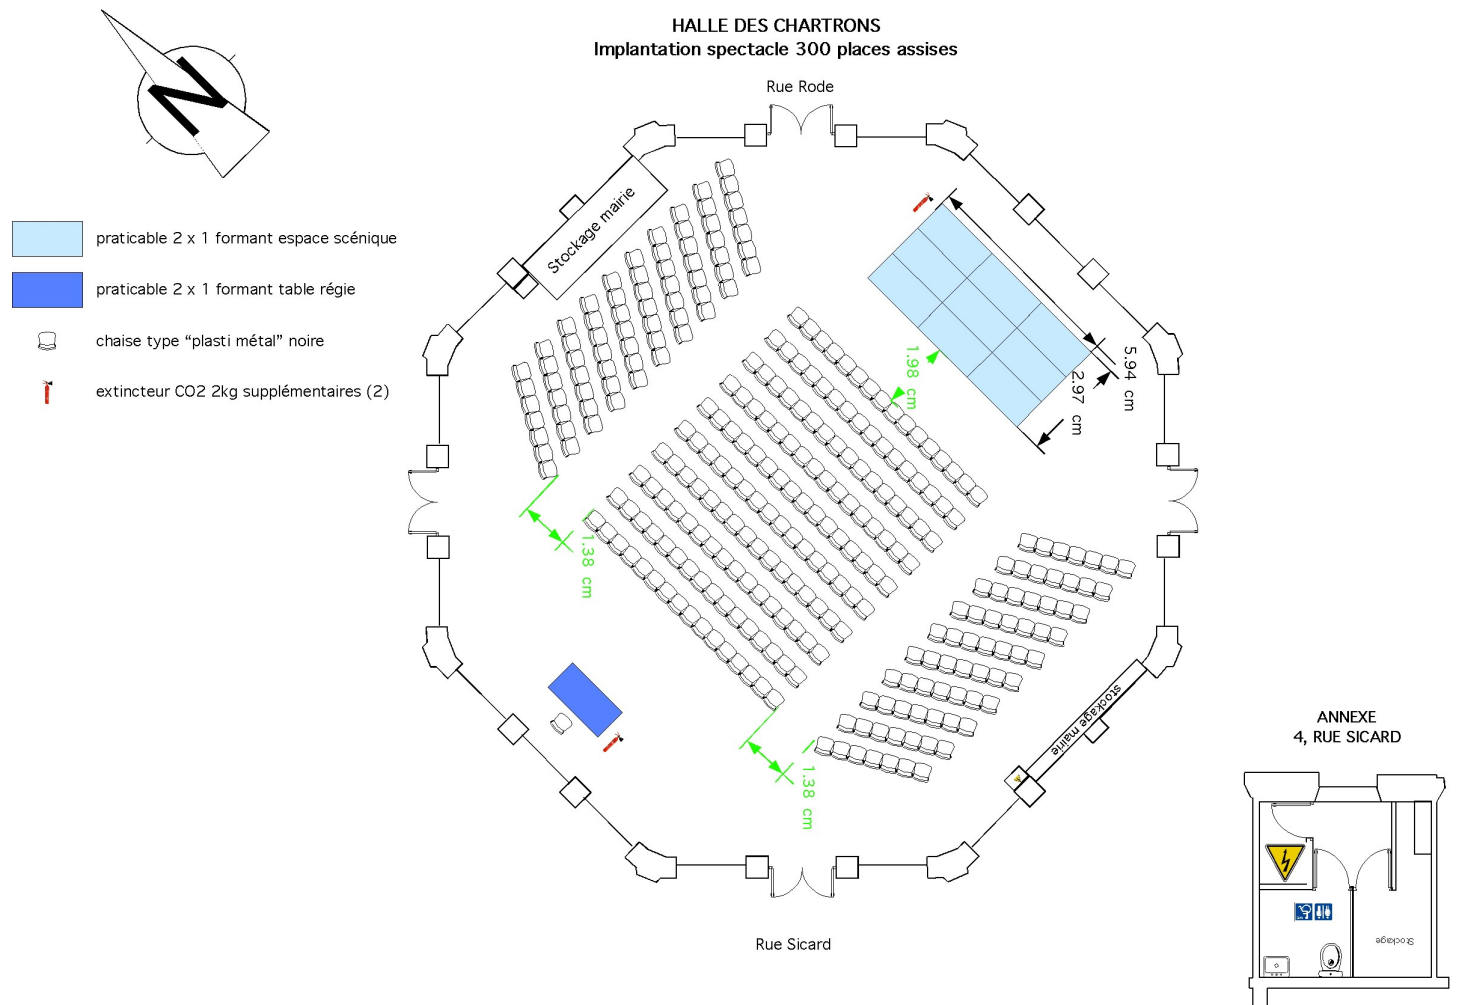 HALLE DES CHARTRONS
Implantation spectacle 300 places assises
Rue Rode
N
praticable 2 x 1 formant espace scénique
praticable 2 x 1 formant table régie
chaise type “plasti métal” noire
extincteur CO2 2kg supplémentaires (2)
Stockage mairie
5.94 cm
2.97 cm
1.98 cm
1.38 cm
1.38 cm
stockage mairie
Rue Sicard
ANNEXE
4, RUE SICARD
Stockage